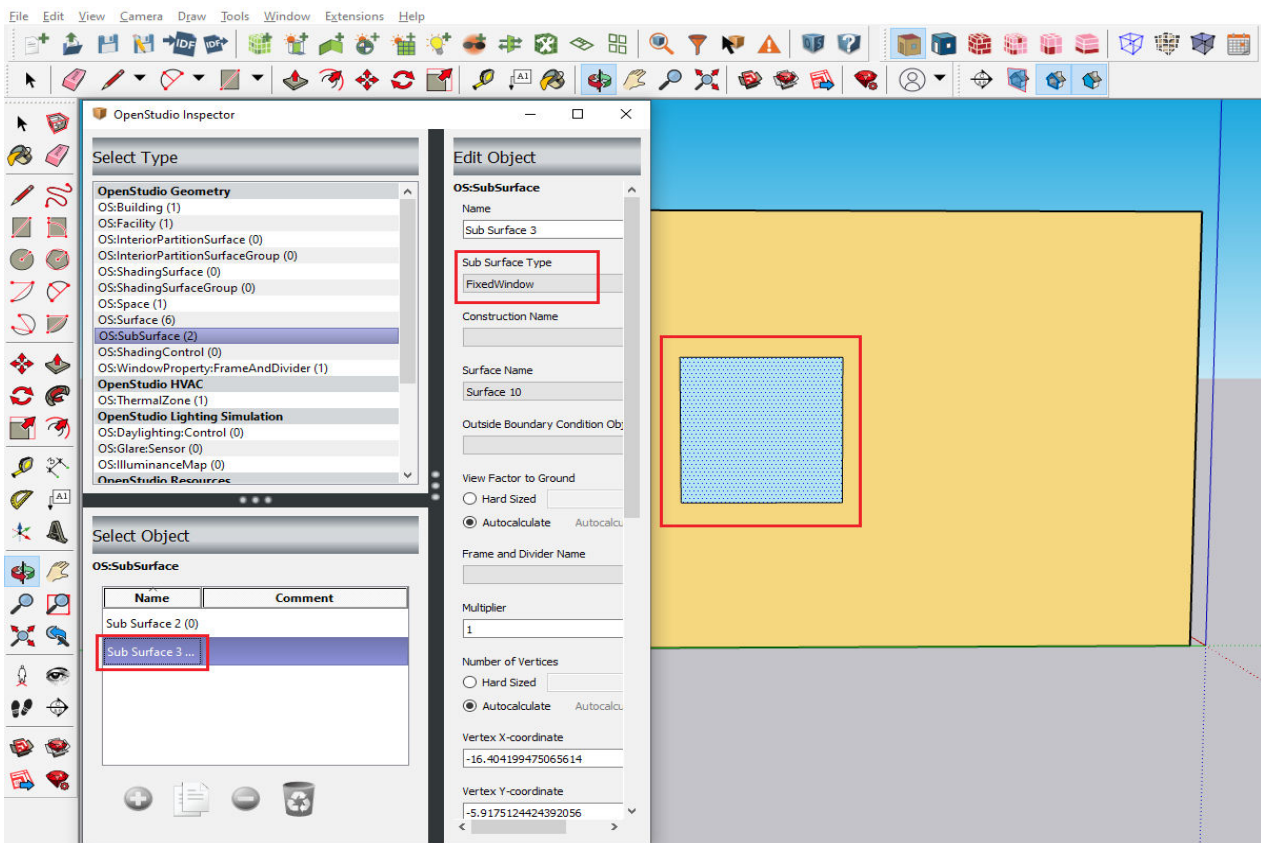 File Edit View Camera Draw Tools Window Extensions Help
OpenStudio Inspector
Select Type
OpenStudio Geometry
OS:Building (1)
OS:Facility (1)
OS:InteriorPartitionSurface (0)
OS:InteriorPartitionSurfaceGroup (0)
OS:ShadingSurface (0)
OS:ShadingSurfaceGroup (0)
OS:Space (1)
OS:Surface (6)
OS:SubSurface (2)
OS:ShadingControl (0)
OS:WindowProperty:FrameAndDivider (1)
OpenStudio HVAC
OS:ThermalZone (1)
OpenStudio Lighting Simulation
OS:Daylighting:Control (0)
OS:Glare:Sensor (0)
OS:IlluminanceMap (0)
OpenStudio Resources
Select Object
OS:SubSurface
Name Comment
Sub Surface 2 (0)
Sub Surface 3 ...
Edit Object
OS:SubSurface
Name
Sub Surface 3
Sub Surface Type
FixedWindow
Construction Name
Surface Name
Surface 10
Outside Boundary Condition Obj
View Factor to Ground
Hard Sized
Autocalculate Autocalcu
Frame and Divider Name
Multiplier
1
Number of Vertices
Hard Sized
Autocalculate Autocalcu
Vertex X-coordinate
-16.404199475065614
Vertex Y-coordinate
-5.9175124424392056